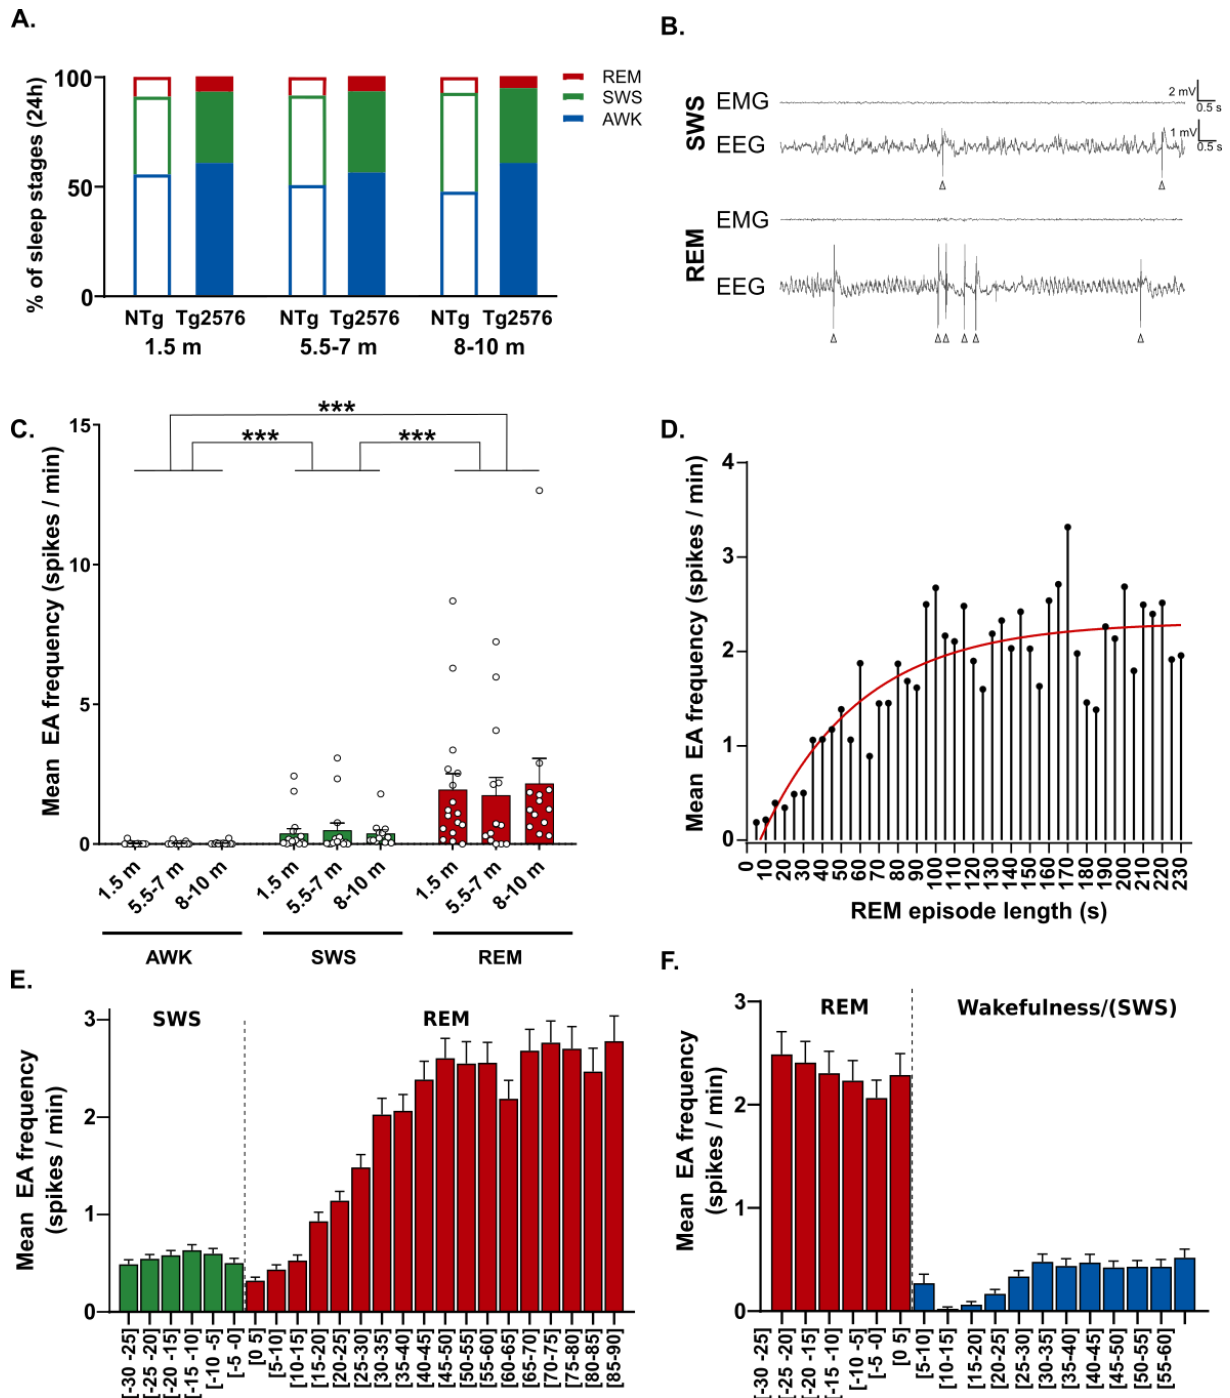 A.
% of sleep stages (24h)
100
50
0
NTg Tg2576 NTg Tg2576 NTg Tg2576
1.5 m 5.5-7 m 8-10 m
REM
SWS
AWK
B.
SWS
EMG
2 mV
0.5 s
EEG
1 mV
0.5 s
REM
EMG
EEG
C.
Mean EA frequency (spikes / min)
15
10
5
0
***
*** ***
1.5 m 5.5-7 m 8-10 m 1.5 m 5.5-7 m 8-10 m 1.5 m 5.5-7 m 8-10 m
AWK SWS REM
D.
Mean EA frequency (spikes / min)
4
3
2
1
0
0 10 20 30 40 50 60 70 80 90 100 110 120 130 140 150 160 170 180 190 200 210 220 230
REM episode length (s)
E.
SWS REM
Mean EA frequency
(spikes / min)
3
2
1
0
[-30 -25] [-25 -20] [-20 -15] [-15 -10] [-10 -5] [-5 -0] [0 5] [5-10] [10-15] [15-20] [20-25] [25-30] [30-35] [35-40] [40-45] [45-50] [50-55] [55-60] [60-65] [65-70] [70-75] [75-80] [80-85] [85-90]
F.
REM Wakefulness/(SWS)
Mean EA frequency
(spikes / min)
3
2
1
0
[-30 -25] [-25 -20] [-20 -15] [-15 -10] [-10 -5] [-5 -0] [0 5] [5-10] [10-15] [15-20] [20-25] [25-30] [30-35] [35-40] [40-45] [45-50] [50-55] [55-60]